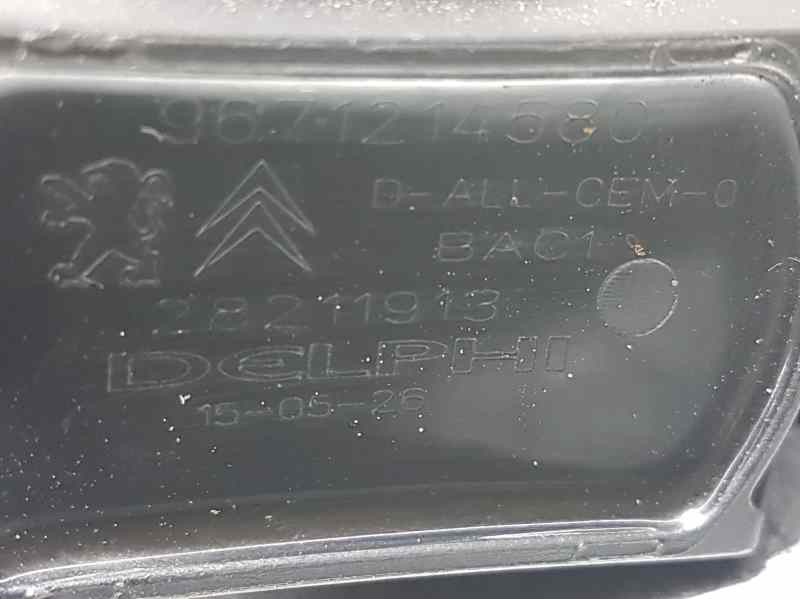 9671214580
D-ALL-CEM-0
BAC1
28211913
DELPHI
15-05-26